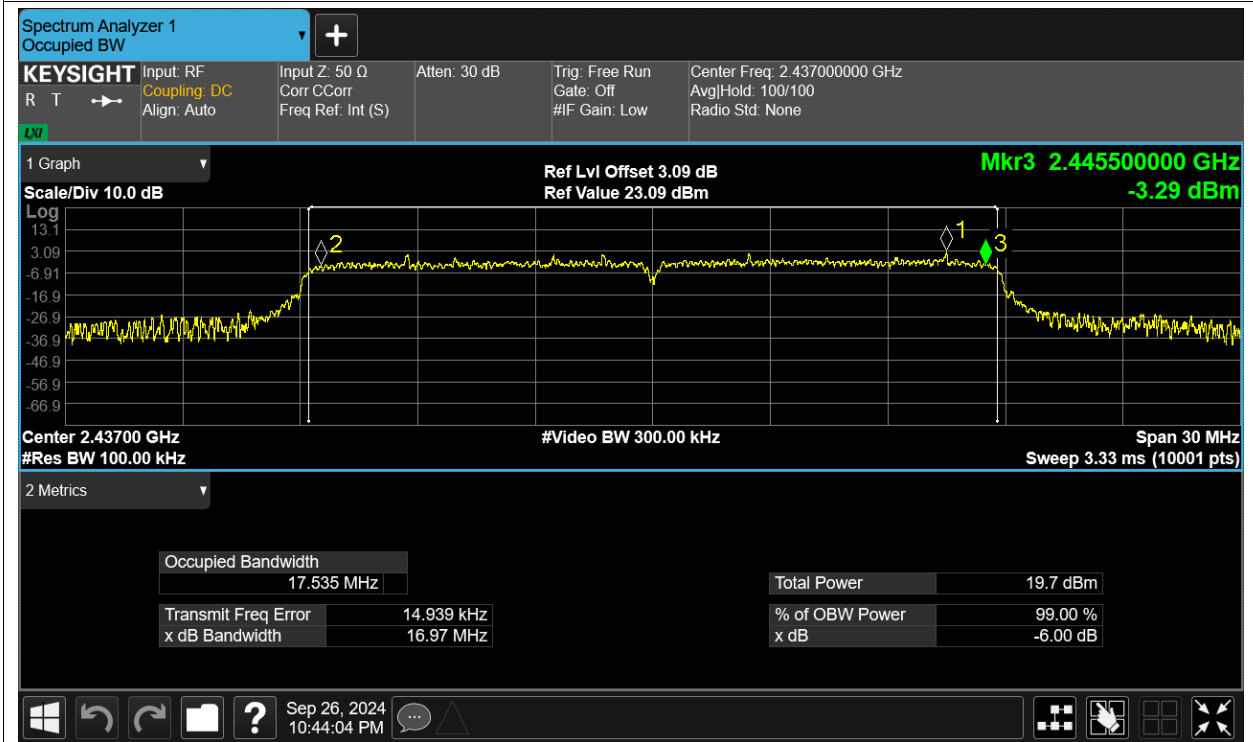 Spectrum Analyzer 1
Occupied BW
KEYSIGHT
R T
LXI
Input: RF
Coupling: DC
Align: Auto
Input Z: 50 Ω
Corr CCorr
Freq Ref: Int (S)
Atten: 30 dB
Trig: Free Run
Gate: Off
#IF Gain: Low
Center Freq: 2.437000000 GHz
Avg|Hold: 100/100
Radio Std: None
1 Graph
Scale/Div 10.0 dB
Ref Lvl Offset 3.09 dB
Ref Value 23.09 dBm
Mkr3 2.445500000 GHz
-3.29 dBm
Log
13.1
3.09
-6.91
-16.9
-26.9
-36.9
-46.9
-56.9
-66.9
2
1
3
Center 2.43700 GHz
#Video BW 300.00 kHz
Span 30 MHz
#Res BW 100.00 kHz
Sweep 3.33 ms (10001 pts)
2 Metrics
Occupied Bandwidth
17.535 MHz
Transmit Freq Error 14.939 kHz
x dB Bandwidth 16.97 MHz
Total Power 19.7 dBm
% of OBW Power 99.00 %
x dB -6.00 dB
?
Sep 26, 2024
10:44:04 PM